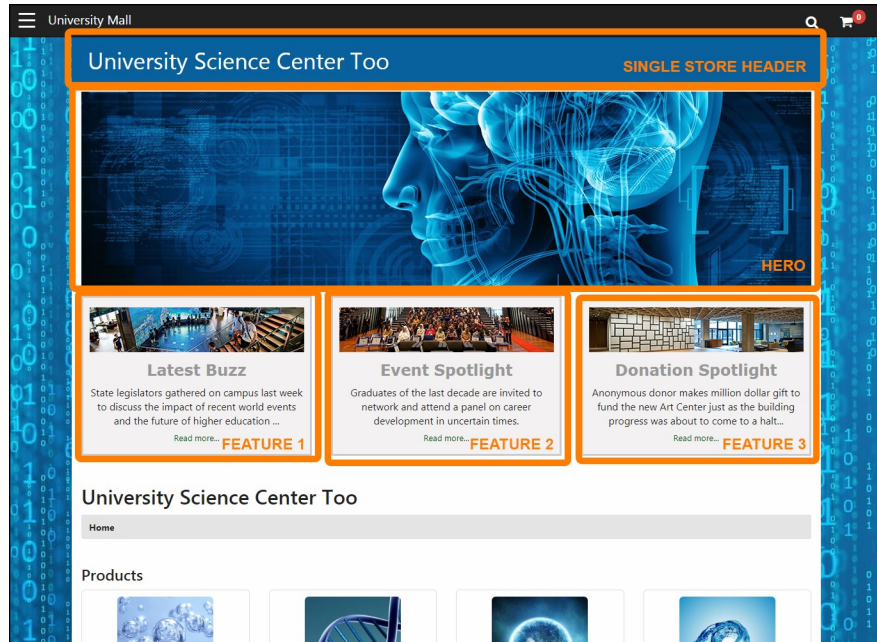 University Mall
0
University Science Center Too
SINGLE STORE HEADER
HERO
Latest Buzz
State legislators gathered on campus last week
to discuss the impact of recent world events
and the future of higher education ...
Read more...
FEATURE 1
Event Spotlight
Graduates of the last decade are invited to
network and attend a panel on career
development in uncertain times.
Read more...
FEATURE 2
Donation Spotlight
Anonymous donor makes million dollar gift to
fund the new Art Center just as the building
progress was about to come to a halt...
Read more...
FEATURE 3
University Science Center Too
Home
Products